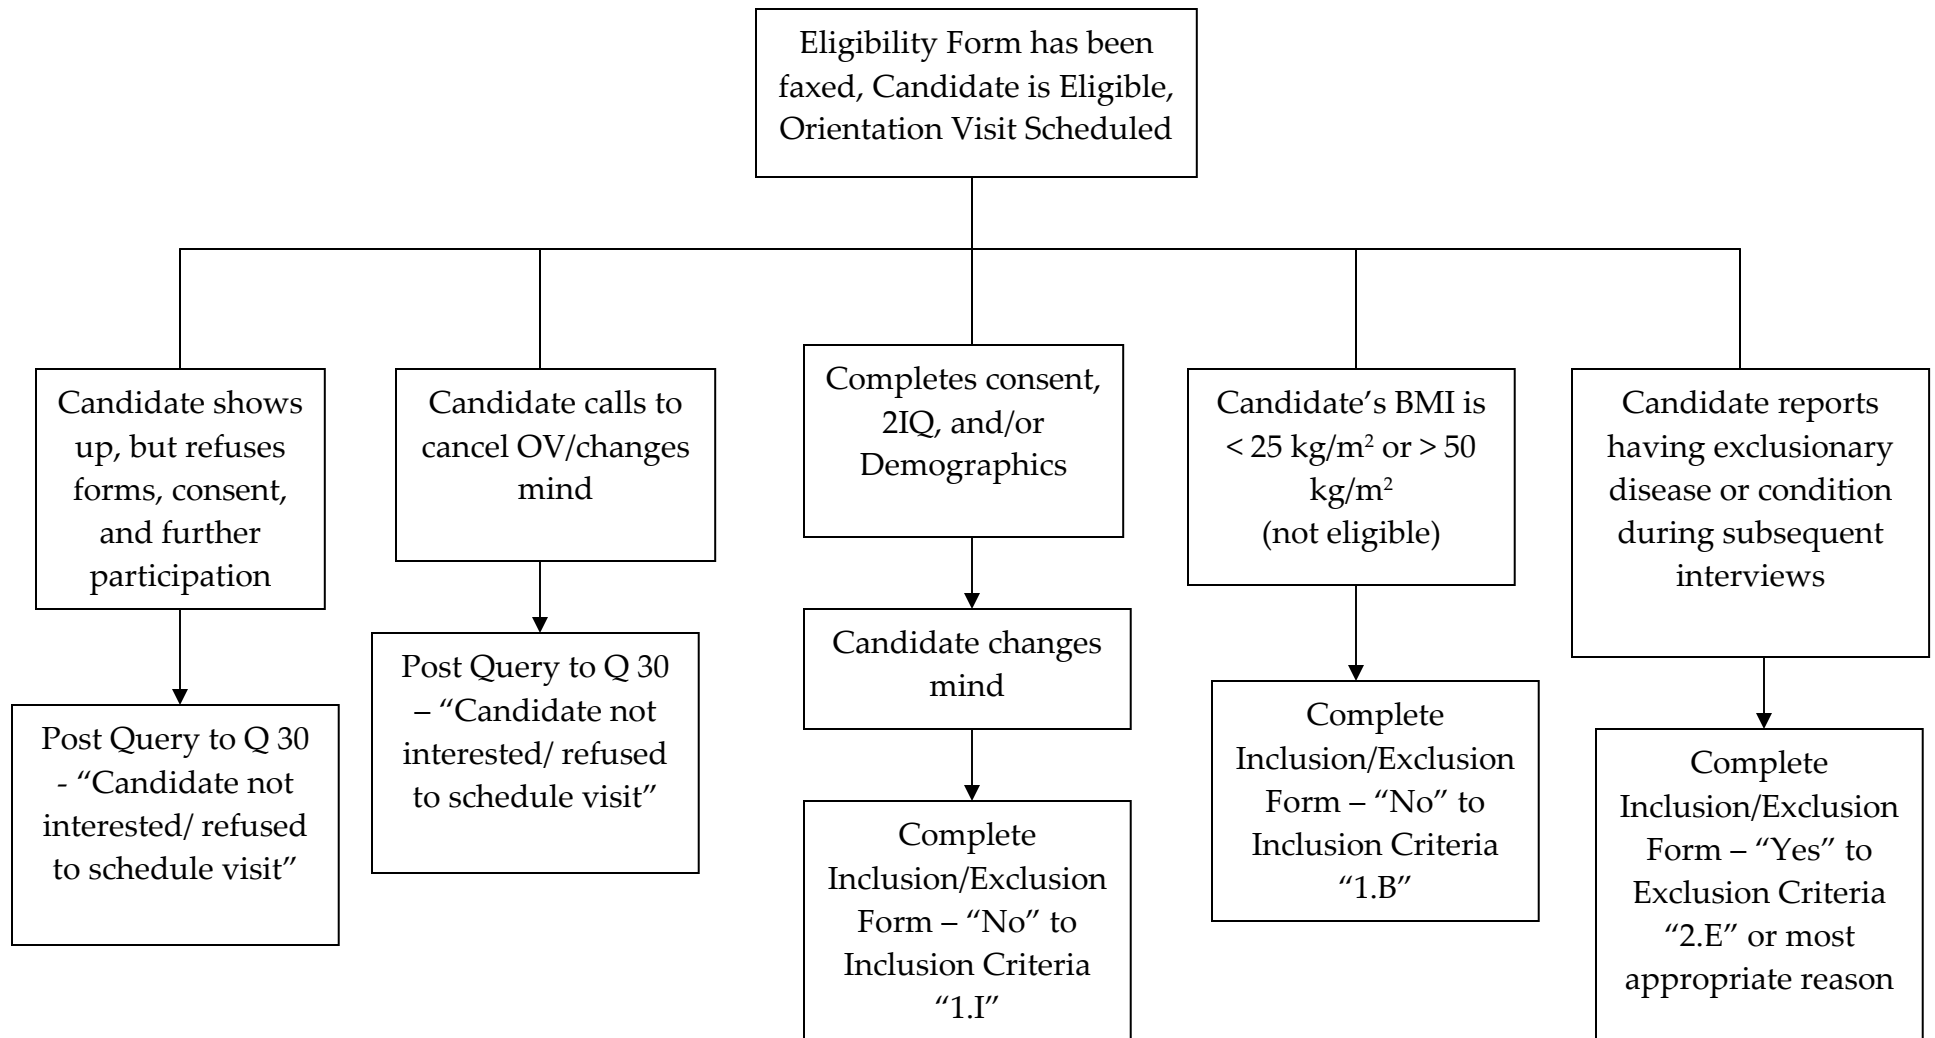 Eligibility Form has been
faxed, Candidate is Eligible,
Orientation Visit Scheduled
Candidate shows
up, but refuses
forms, consent,
and further
participation
Post Query to Q 30
- “Candidate not
interested/ refused
to schedule visit”
Candidate calls to
cancel OV/changes
mind
Post Query to Q 30
– “Candidate not
interested/ refused
to schedule visit”
Completes consent,
2IQ, and/or
Demographics
Candidate changes
mind
Complete
Inclusion/Exclusion
Form – “No” to
Inclusion Criteria
“1.I”
Candidate’s BMI is
< 25 kg/m² or > 50
kg/m²
(not eligible)
Complete
Inclusion/Exclusion
Form – “No” to
Inclusion Criteria
“1.B”
Candidate reports
having exclusionary
disease or condition
during subsequent
interviews
Complete
Inclusion/Exclusion
Form – “Yes” to
Exclusion Criteria
“2.E” or most
appropriate reason